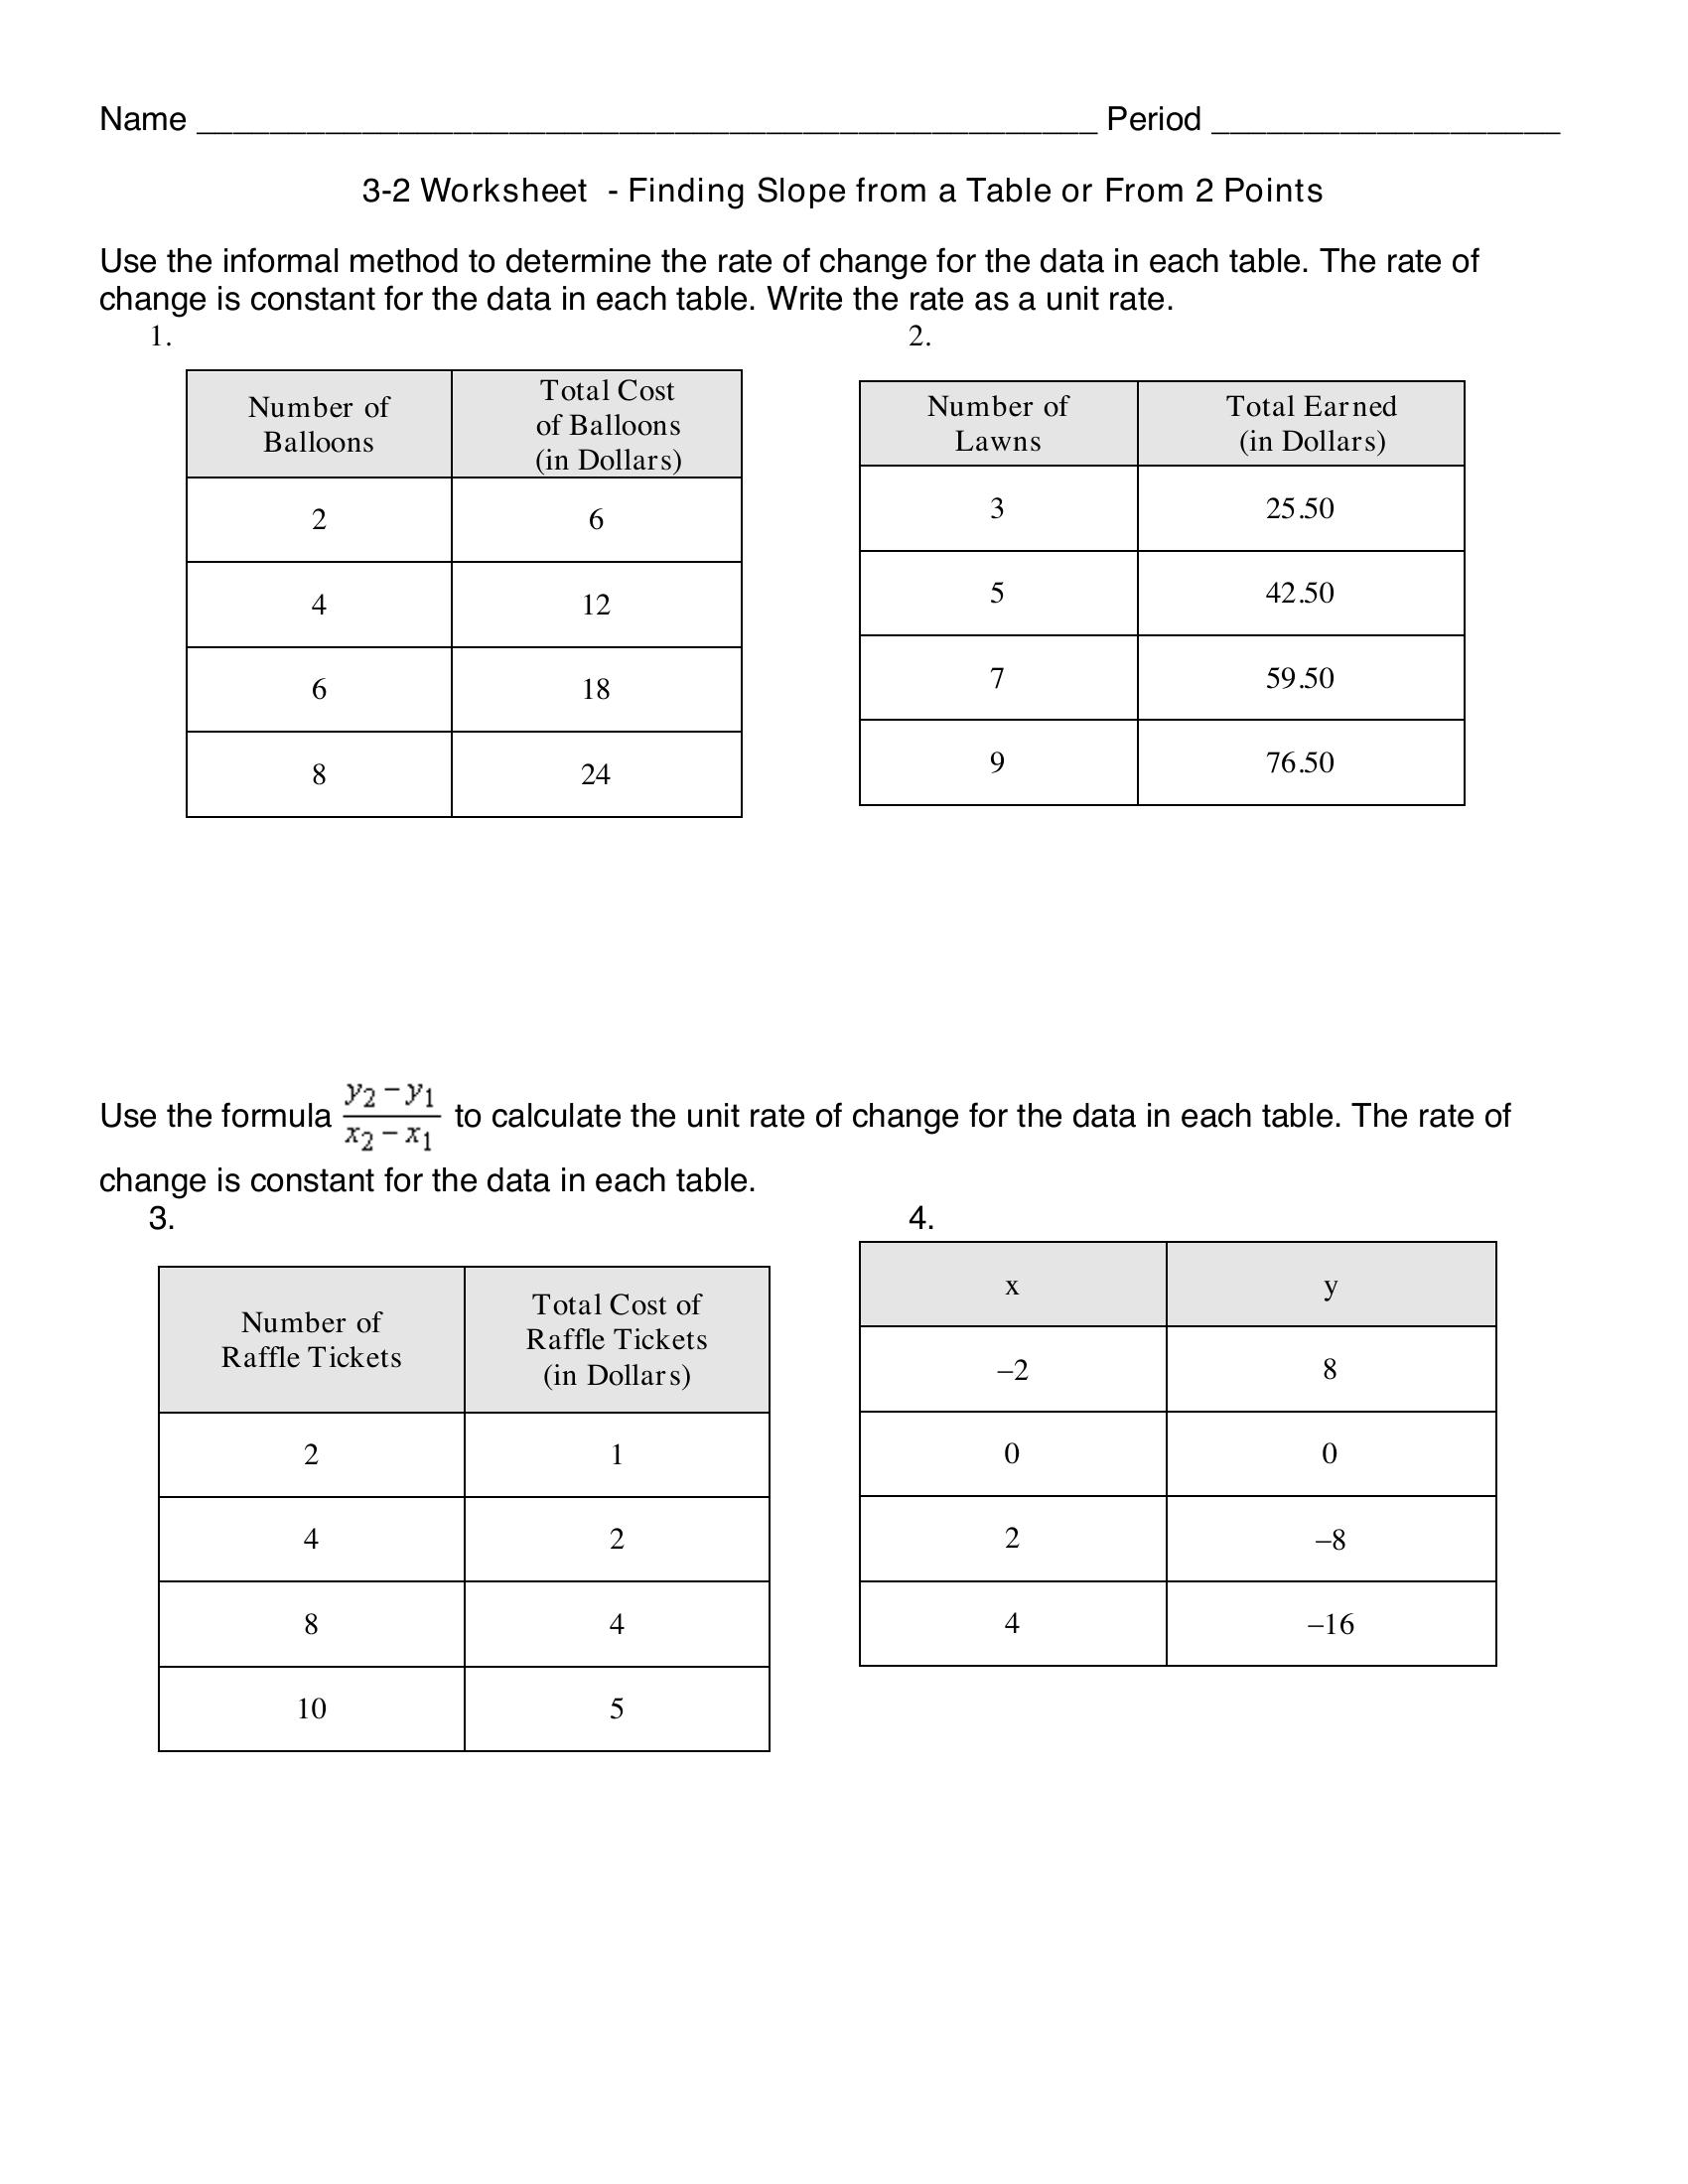 Name ________________________________________________ Period ___________________
3-2 Worksheet - Finding Slope from a Table or From 2 Points
Use the informal method to determine the rate of change for the data in each table. The rate of
change is constant for the data in each table. Write the rate as a unit rate.
1.
Number of
Balloons
Total Cost
of Balloons
(in Dollars)
2 6
4 12
6 18
8 24
2.
Number of
Lawns
Total Earned
(in Dollars)
3 25.50
5 42.50
7 59.50
9 76.50
Use the formula (y₂ − y₁)/(x₂ − x₁) to calculate the unit rate of change for the data in each table. The rate of
change is constant for the data in each table.
3.
Number of
Raffle Tickets
Total Cost of
Raffle Tickets
(in Dollars)
2 1
4 2
8 4
10 5
4.
x y
–2 8
0 0
2 –8
4 –16